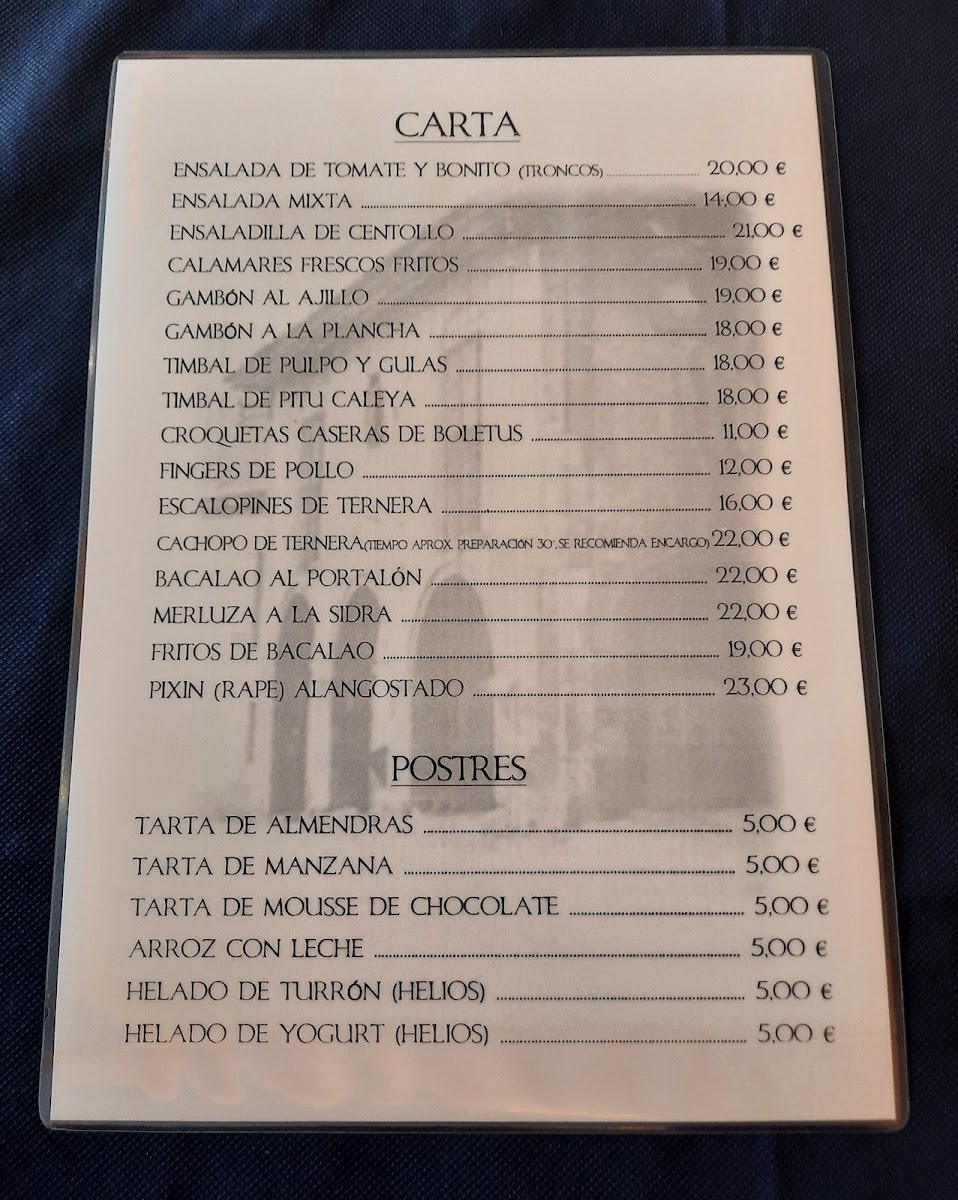 CARTA
ENSALADA DE TOMATE Y BONITO (TRONCOS) 20,00 €
ENSALADA MIXTA 14,00 €
ENSALADILLA DE CENTOLLO 21,00 €
CALAMARES FRESCOS FRITOS 19,00 €
GAMBÓN AL AJILLO 19,00 €
GAMBÓN A LA PLANCHA 18,00 €
TIMBAL DE PULPO Y GULAS 18,00 €
TIMBAL DE PITU CALEYA 18,00 €
CROQUETAS CASERAS DE BOLETUS 11,00 €
FINGERS DE POLLO 12,00 €
ESCALOPINES DE TERNERA 16,00 €
CACHOPO DE TERNERA(TIEMPO APROX. PREPARACIÓN 30', SE RECOMIENDA ENCARGO) 22,00 €
BACALAO AL PORTALÓN 22,00 €
MERLUZA A LA SIDRA 22,00 €
FRITOS DE BACALAO 19,00 €
PIXIN (RAPE) ALANGOSTADO 23,00 €
POSTRES
TARTA DE ALMENDRAS 5,00 €
TARTA DE MANZANA 5,00 €
TARTA DE MOUSSE DE CHOCOLATE 5,00 €
ARROZ CON LECHE 5,00 €
HELADO DE TURRÓN (HELIOS) 5,00 €
HELADO DE YOGURT (HELIOS) 5,00 €